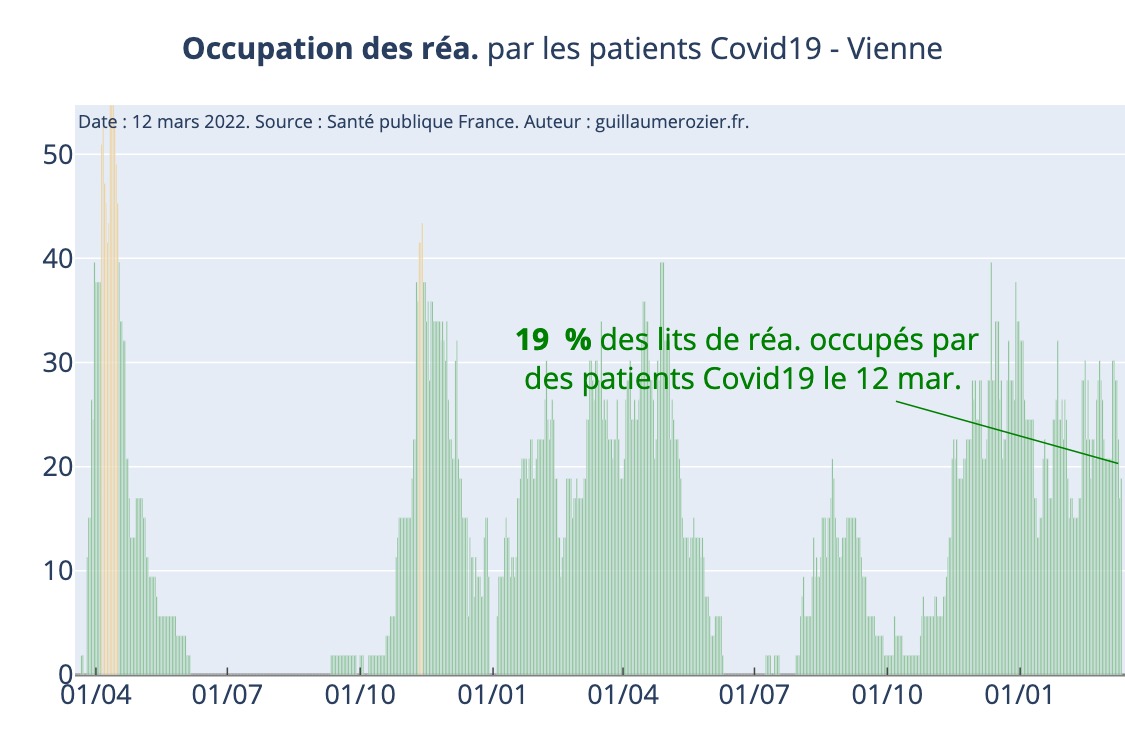 Occupation des réa. par les patients Covid19 - Vienne
Date : 12 mars 2022. Source : Santé publique France. Auteur : guillaumerozier.fr.
50
40
30
20
10
0
19 % des lits de réa. occupés par
des patients Covid19 le 12 mar.
01/04 01/07 01/10 01/01 01/04 01/07 01/10 01/01